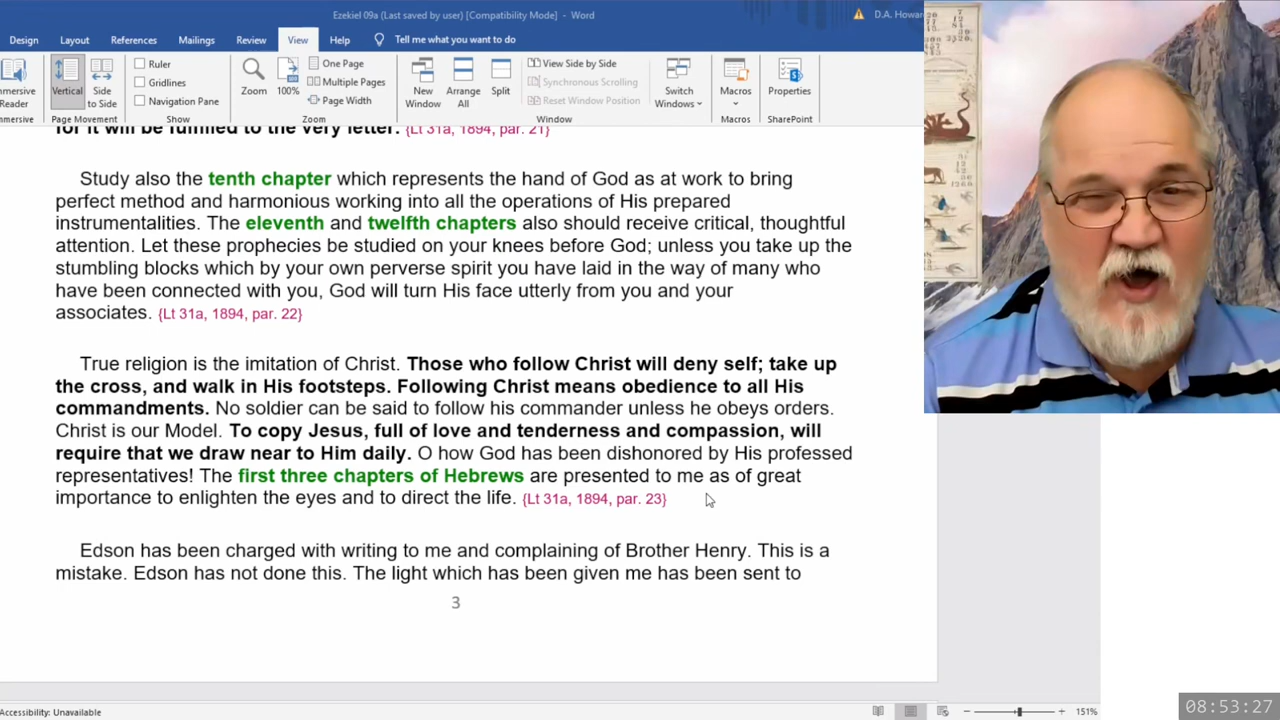 Ezekiel 09a (Last saved by user) [Compatibility Mode] - Word
D.A. Howar
Design
Layout
References
Mailings
Review
View
Help
Tell me what you want to do
Immersive
Reader
Vertical
Side
to Side
Ruler
Gridlines
Navigation Pane
Zoom
100%
One Page
Multiple Pages
Page Width
New
Window
Arrange
All
Split
View Side by Side
Synchronous Scrolling
Reset Window Position
Switch
Windows
Macros
Properties
mmersive
Page Movement
Show
Zoom
Window
Macros
SharePoint
for it will be fulfilled to the very letter. {Lt 31a, 1894, par. 21}
Study also the tenth chapter which represents the hand of God as at work to bring
perfect method and harmonious working into all the operations of His prepared
instrumentalities. The eleventh and twelfth chapters also should receive critical, thoughtful
attention. Let these prophecies be studied on your knees before God; unless you take up the
stumbling blocks which by your own perverse spirit you have laid in the way of many who
have been connected with you, God will turn His face utterly from you and your
associates. {Lt 31a, 1894, par. 22}
True religion is the imitation of Christ. Those who follow Christ will deny self; take up
the cross, and walk in His footsteps. Following Christ means obedience to all His
commandments. No soldier can be said to follow his commander unless he obeys orders.
Christ is our Model. To copy Jesus, full of love and tenderness and compassion, will
require that we draw near to Him daily. O how God has been dishonored by His professed
representatives! The first three chapters of Hebrews are presented to me as of great
importance to enlighten the eyes and to direct the life. {Lt 31a, 1894, par. 23}
Edson has been charged with writing to me and complaining of Brother Henry. This is a
mistake. Edson has not done this. The light which has been given me has been sent to
3
Accessibility: Unavailable
151%
08:53:27